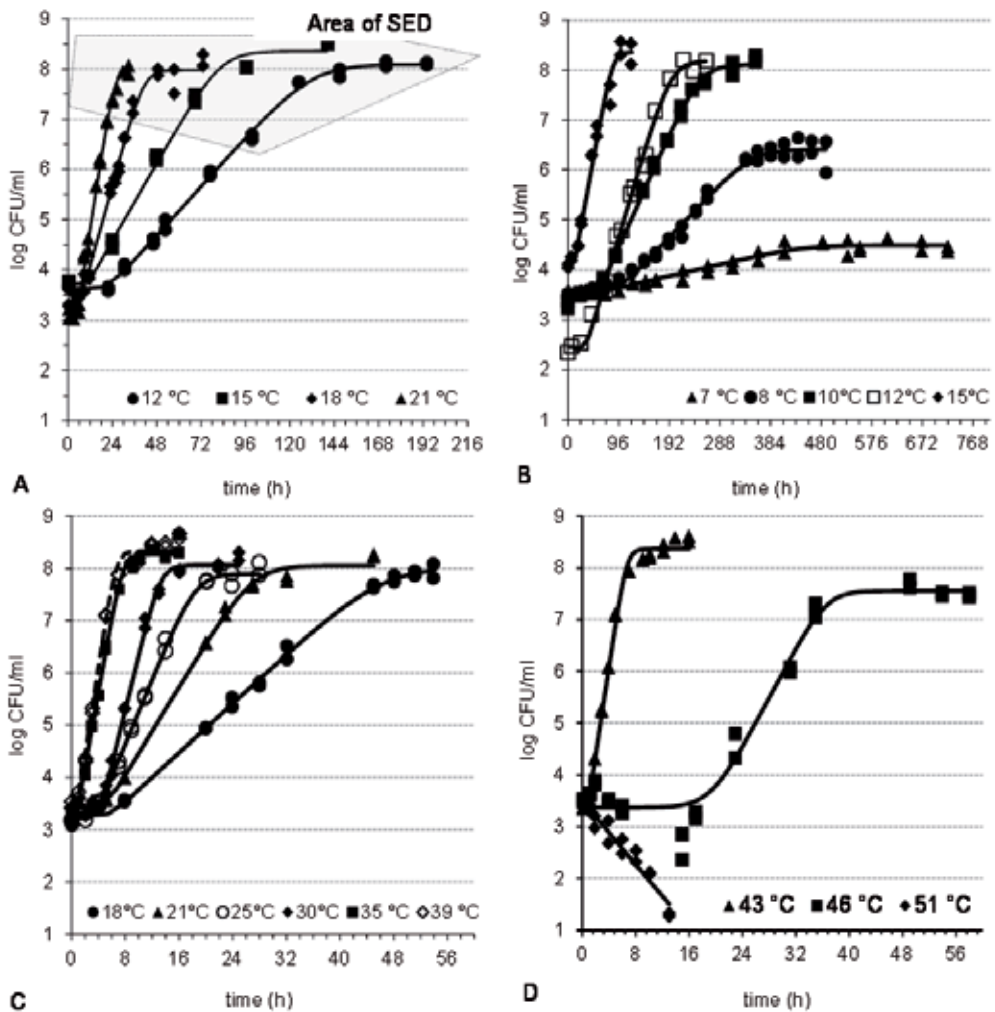 Area of SED
9
8
7
6
5
4
3
2
1
log CFU/ml
12 °C 15 °C 18 °C 21 °C
0 24 48 72 96 120 144 168 192 216
A
time (h)
9
8
7
6
5
4
3
2
1
log CFU/ml
7 °C 8 °C 10°C 12°C 15°C
0 96 192 288 384 480 576 672 768
B
time (h)
9
8
7
6
5
4
3
2
1
log CFU/ml
18°C 21°C 25°C 30°C 35 °C 39 °C
0 8 16 24 32 40 48 56
C
time (h)
9
8
7
6
5
4
3
2
1
log CFU/ml
43 °C 46 °C 51 °C
0 8 16 24 32 40 48 56
D
time (h)